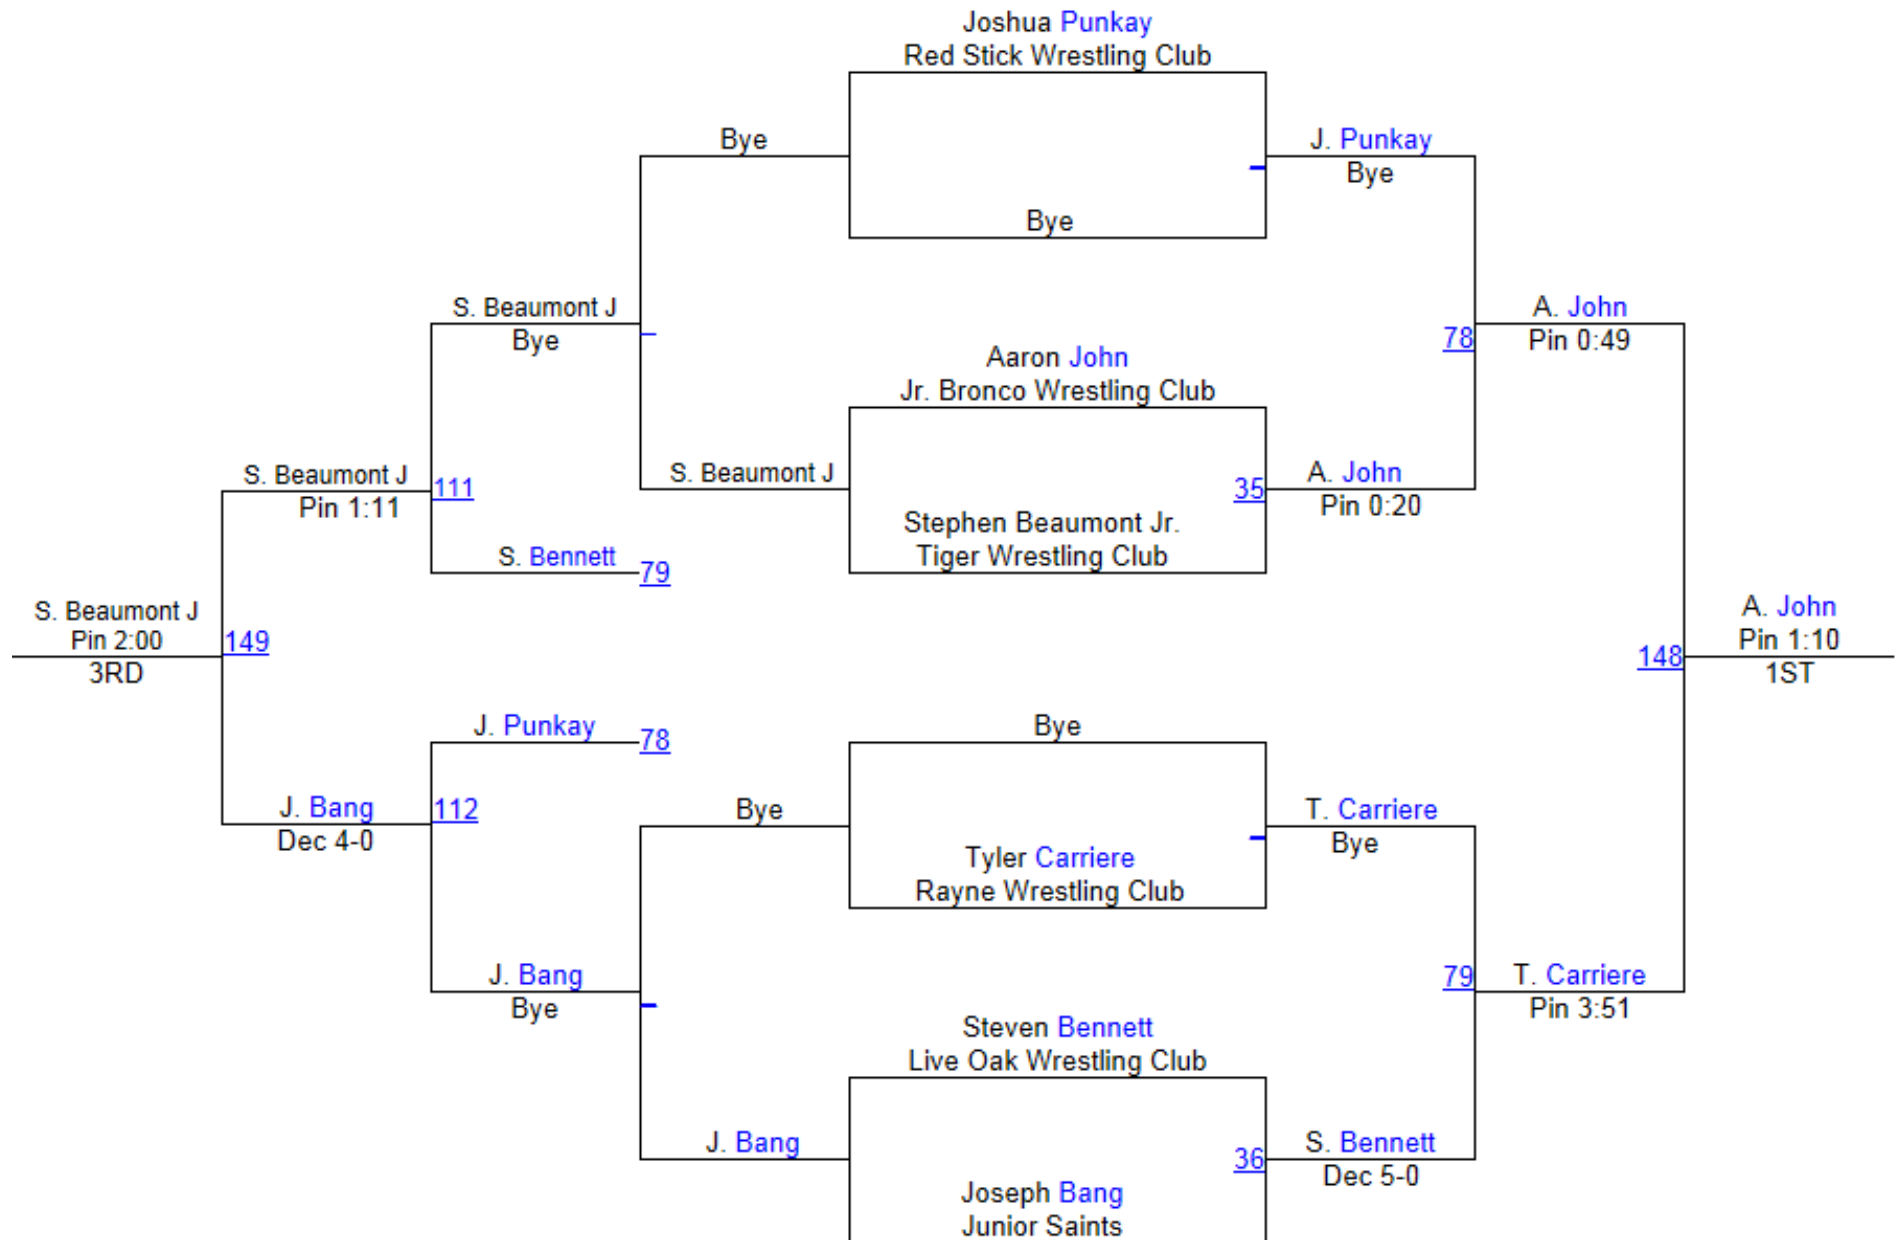 Joshua Punkay
Red Stick Wrestling Club
Bye
J. Punkay
Bye
Bye
S. Beaumont J
Bye
A. John
Pin 0:49
78
Aaron John
Jr. Bronco Wrestling Club
S. Beaumont J
Pin 1:11
111
S. Beaumont J
35
A. John
Pin 0:20
Stephen Beaumont Jr.
Tiger Wrestling Club
S. Bennett
79
S. Beaumont J
Pin 2:00
3RD
149
A. John
Pin 1:10
1ST
148
J. Punkay
78
Bye
J. Bang
Dec 4-0
112
Bye
T. Carriere
Bye
Tyler Carriere
Rayne Wrestling Club
J. Bang
Bye
79
T. Carriere
Pin 3:51
Steven Bennett
Live Oak Wrestling Club
J. Bang
36
S. Bennett
Dec 5-0
Joseph Bang
Junior Saints